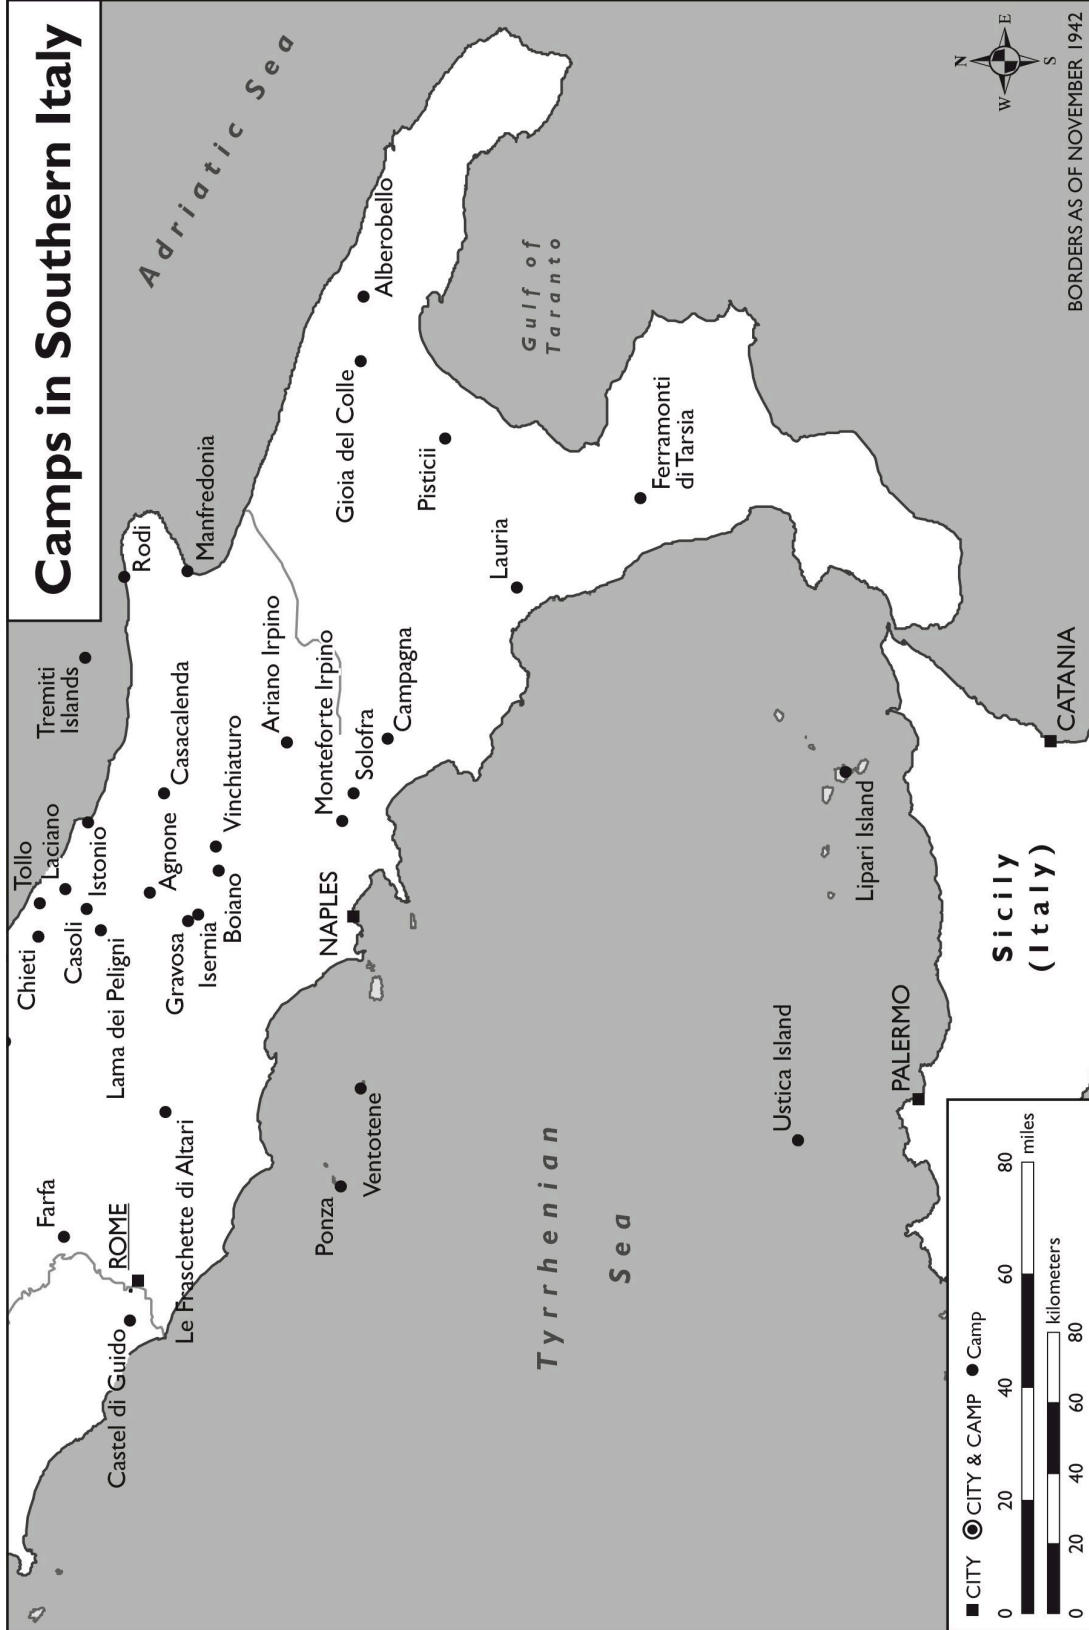 Camps in Southern Italy
Adriatic Sea
Tremiti
Islands
Rodi
Manfredonia
Tollo
Laciano
Istonio
Chieti
Casoli
Lama dei Peligni
Agnone
Casacalenda
Gravosa
Isernia
Boiano
Vinchiaturo
Farfa
ROME
Castel di Guido
Le Fraschette di Altari
Ariano Irpino
Monteforte Irpino
Solofra
Campagna
NAPLES
Gioia del Colle
Alberobello
Pisticii
Lauria
Gulf of
Taranto
Ferramonti
di Tarsia
Ponza
Ventotene
Tyrrhenian
Sea
Ustica Island
Lipari Island
PALERMO
CATANIA
Sicily
(Italy)
N
E
S
W
CITY CITY & CAMP Camp
0 20 40 60 80 miles
0 20 40 60 80 kilometers
BORDERS AS OF NOVEMBER 1942